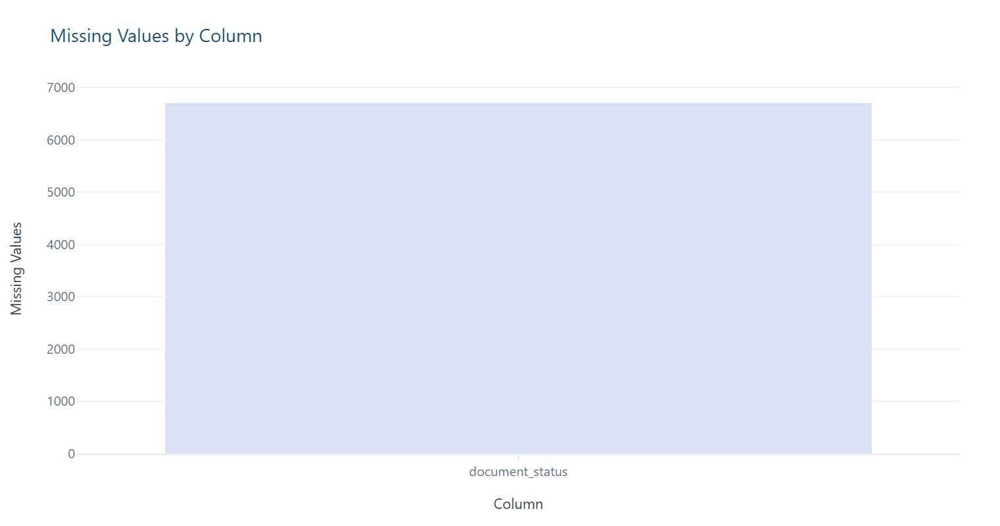 Missing Values by Column
7000
6000
5000
4000
3000
2000
1000
0
Missing Values
document_status
Column